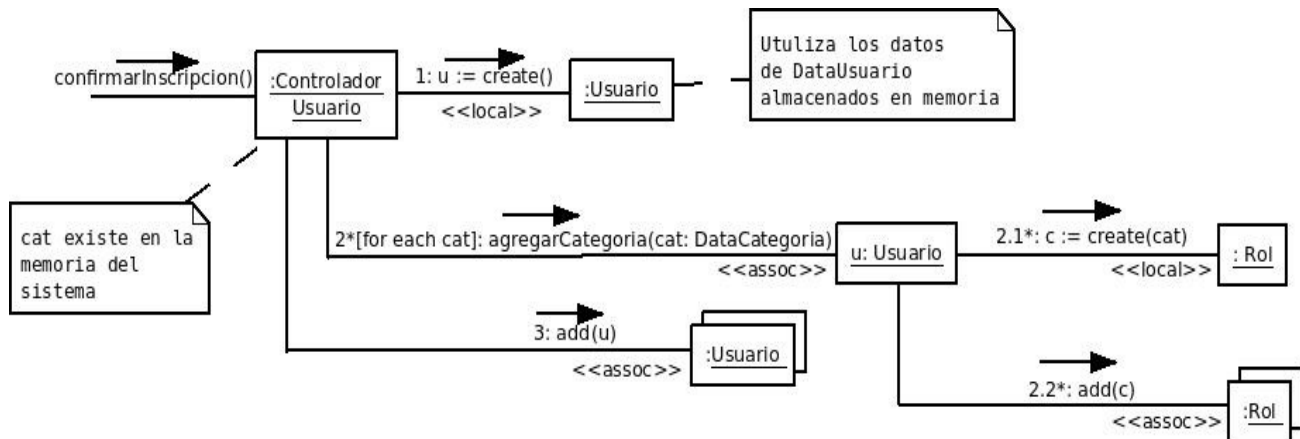 confirmarInscripcion()
:Controlador
Usuario
1: u := create()
<<local>>
:Usuario
Utuliza los datos
de DataUsuario
almacenados en memoria
cat existe en la
memoria del
sistema
2*[for each cat]: agregarCategoria(cat: DataCategoria)
<<assoc>>
u: Usuario
2.1*: c := create(cat)
<<local>>
: Rol
3: add(u)
<<assoc>>
:Usuario
2.2*: add(c)
<<assoc>>
:Rol